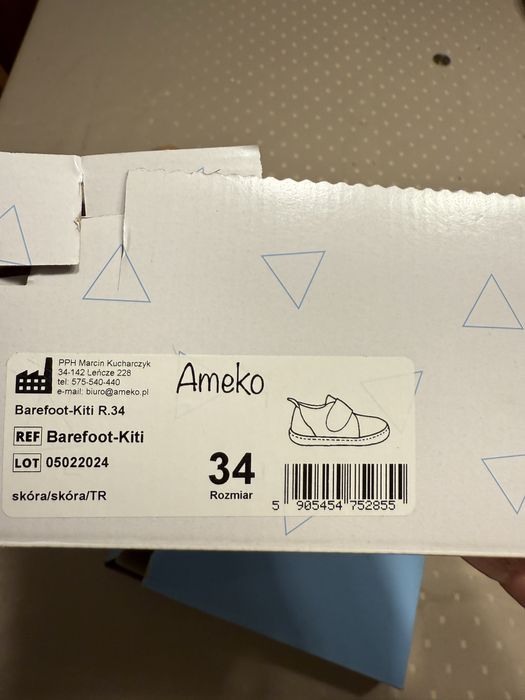 PPH Marcin Kucharczyk
34-142 Leńcze 228
tel: 575-540-440
e-mail: biuro@ameko.pl
Ameko
Barefoot-Kiti R.34
REF Barefoot-Kiti
LOT 05022024
34
Rozmiar
skóra/skóra/TR
5 905454 752855